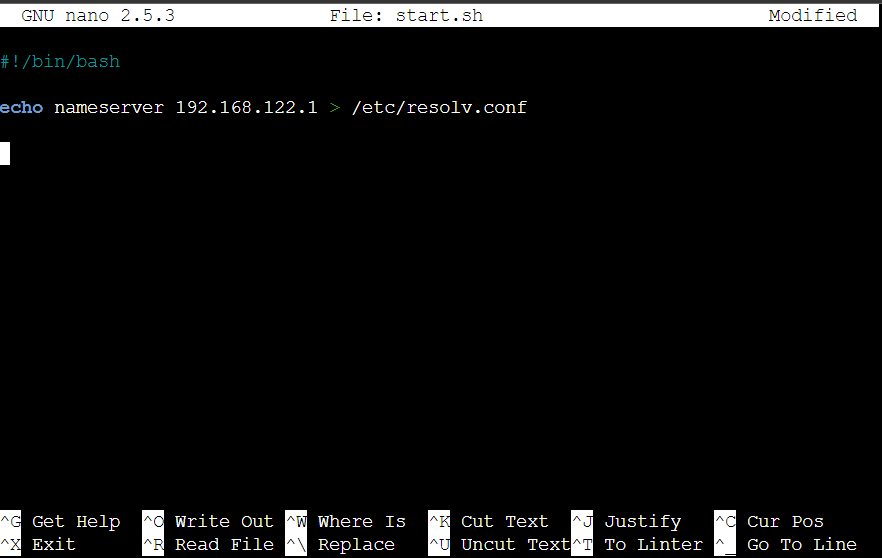 GNU nano 2.5.3 File: start.sh Modified
#!/bin/bash
echo nameserver 192.168.122.1 > /etc/resolv.conf
^G Get Help ^O Write Out ^W Where Is ^K Cut Text ^J Justify ^C Cur Pos
^X Exit ^R Read File ^\ Replace ^U Uncut Text ^T To Linter ^_ Go To Line